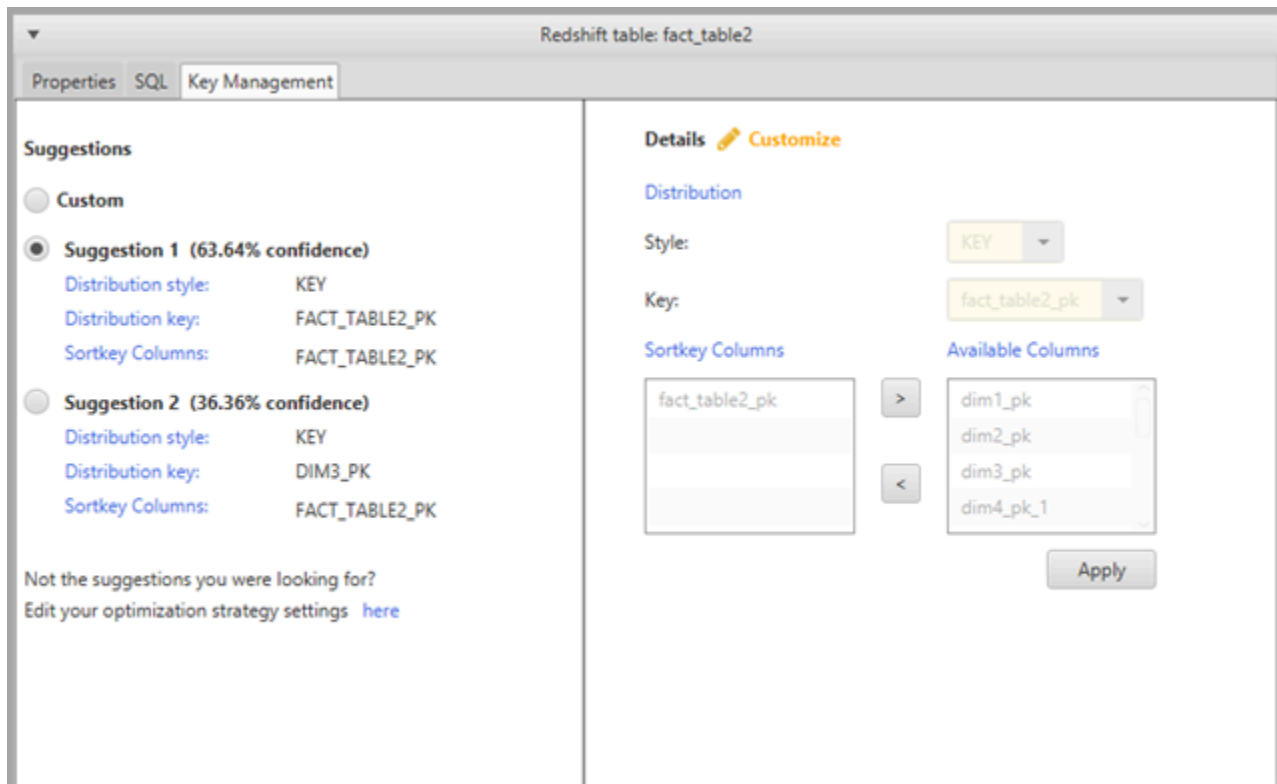 Redshift table: fact_table2
Properties SQL Key Management
Suggestions
Custom
Suggestion 1 (63.64% confidence)
Distribution style: KEY
Distribution key: FACT_TABLE2_PK
Sortkey Columns: FACT_TABLE2_PK
Suggestion 2 (36.36% confidence)
Distribution style: KEY
Distribution key: DIM3_PK
Sortkey Columns: FACT_TABLE2_PK
Not the suggestions you were looking for?
Edit your optimization strategy settings here
Details Customize
Distribution
Style: KEY
Key: fact_table2_pk
Sortkey Columns Available Columns
fact_table2_pk > dim1_pk
dim2_pk
< dim3_pk
dim4_pk_1
Apply